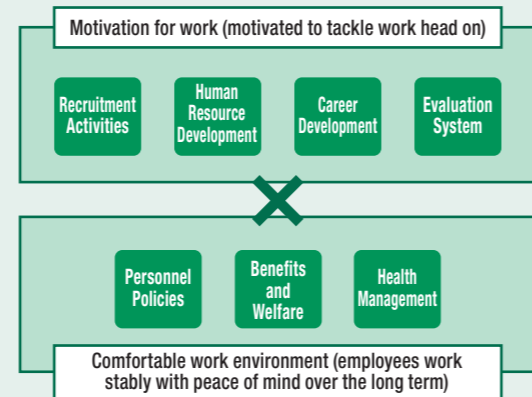 Motivation for work (motivated to tackle work head on)
Recruitment
Activities
Human
Resource
Development
Career
Development
Evaluation
System
Personnel
Policies
Benefits
and
Welfare
Health
Management
Comfortable work environment (employees work
stably with peace of mind over the long term)